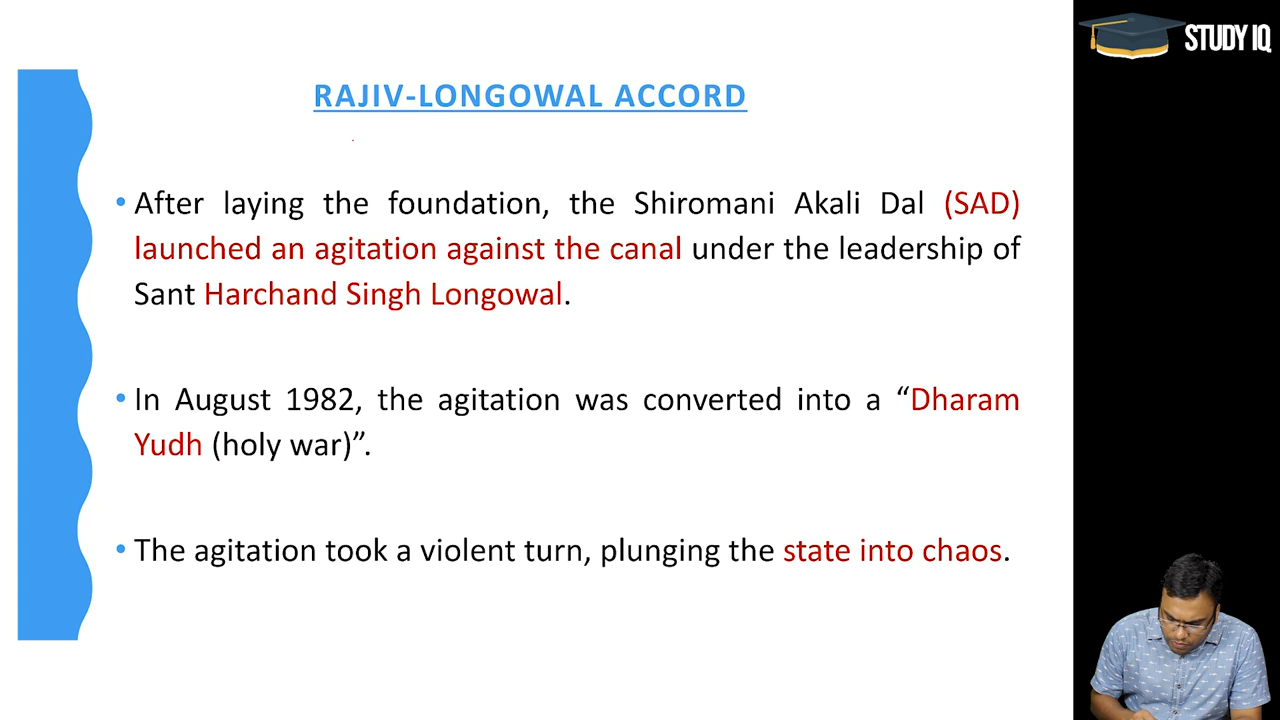 STUDY IQ
RAJIV-LONGOWAL ACCORD
• After laying the foundation, the Shiromani Akali Dal (SAD)
launched an agitation against the canal under the leadership of
Sant Harchand Singh Longowal.
• In August 1982, the agitation was converted into a “Dharam
Yudh (holy war)”.
• The agitation took a violent turn, plunging the state into chaos.